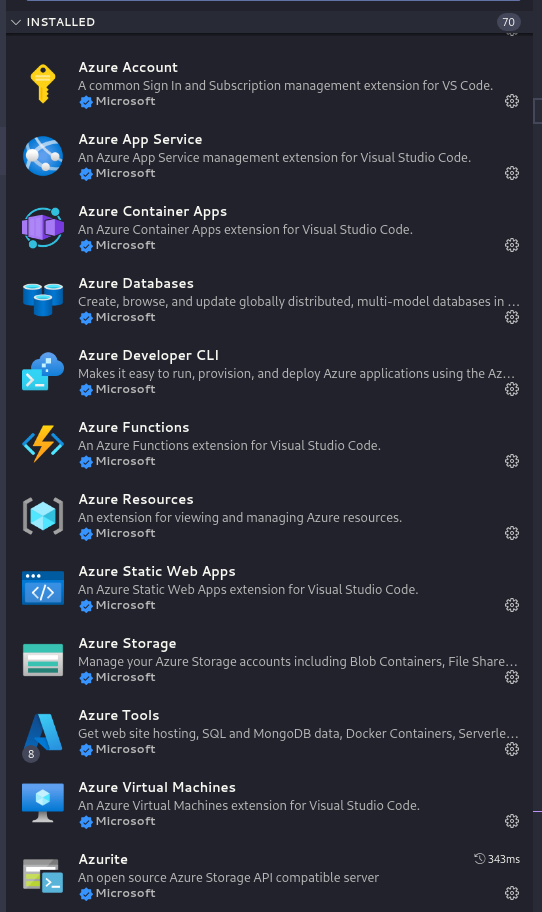 INSTALLED 70
Azure Account
A common Sign In and Subscription management extension for VS Code.
Microsoft
Azure App Service
An Azure App Service management extension for Visual Studio Code.
Microsoft
Azure Container Apps
An Azure Container Apps extension for Visual Studio Code.
Microsoft
Azure Databases
Create, browse, and update globally distributed, multi-model databases in ...
Microsoft
Azure Developer CLI
Makes it easy to run, provision, and deploy Azure applications using the Az...
Microsoft
Azure Functions
An Azure Functions extension for Visual Studio Code.
Microsoft
Azure Resources
An extension for viewing and managing Azure resources.
Microsoft
Azure Static Web Apps
An Azure Static Web Apps extension for Visual Studio Code.
Microsoft
Azure Storage
Manage your Azure Storage accounts including Blob Containers, File Share...
Microsoft
Azure Tools
Get web site hosting, SQL and MongoDB data, Docker Containers, Serverle...
8 Microsoft
Azure Virtual Machines
An Azure Virtual Machines extension for Visual Studio Code.
Microsoft
Azurite 343ms
An open source Azure Storage API compatible server
Microsoft